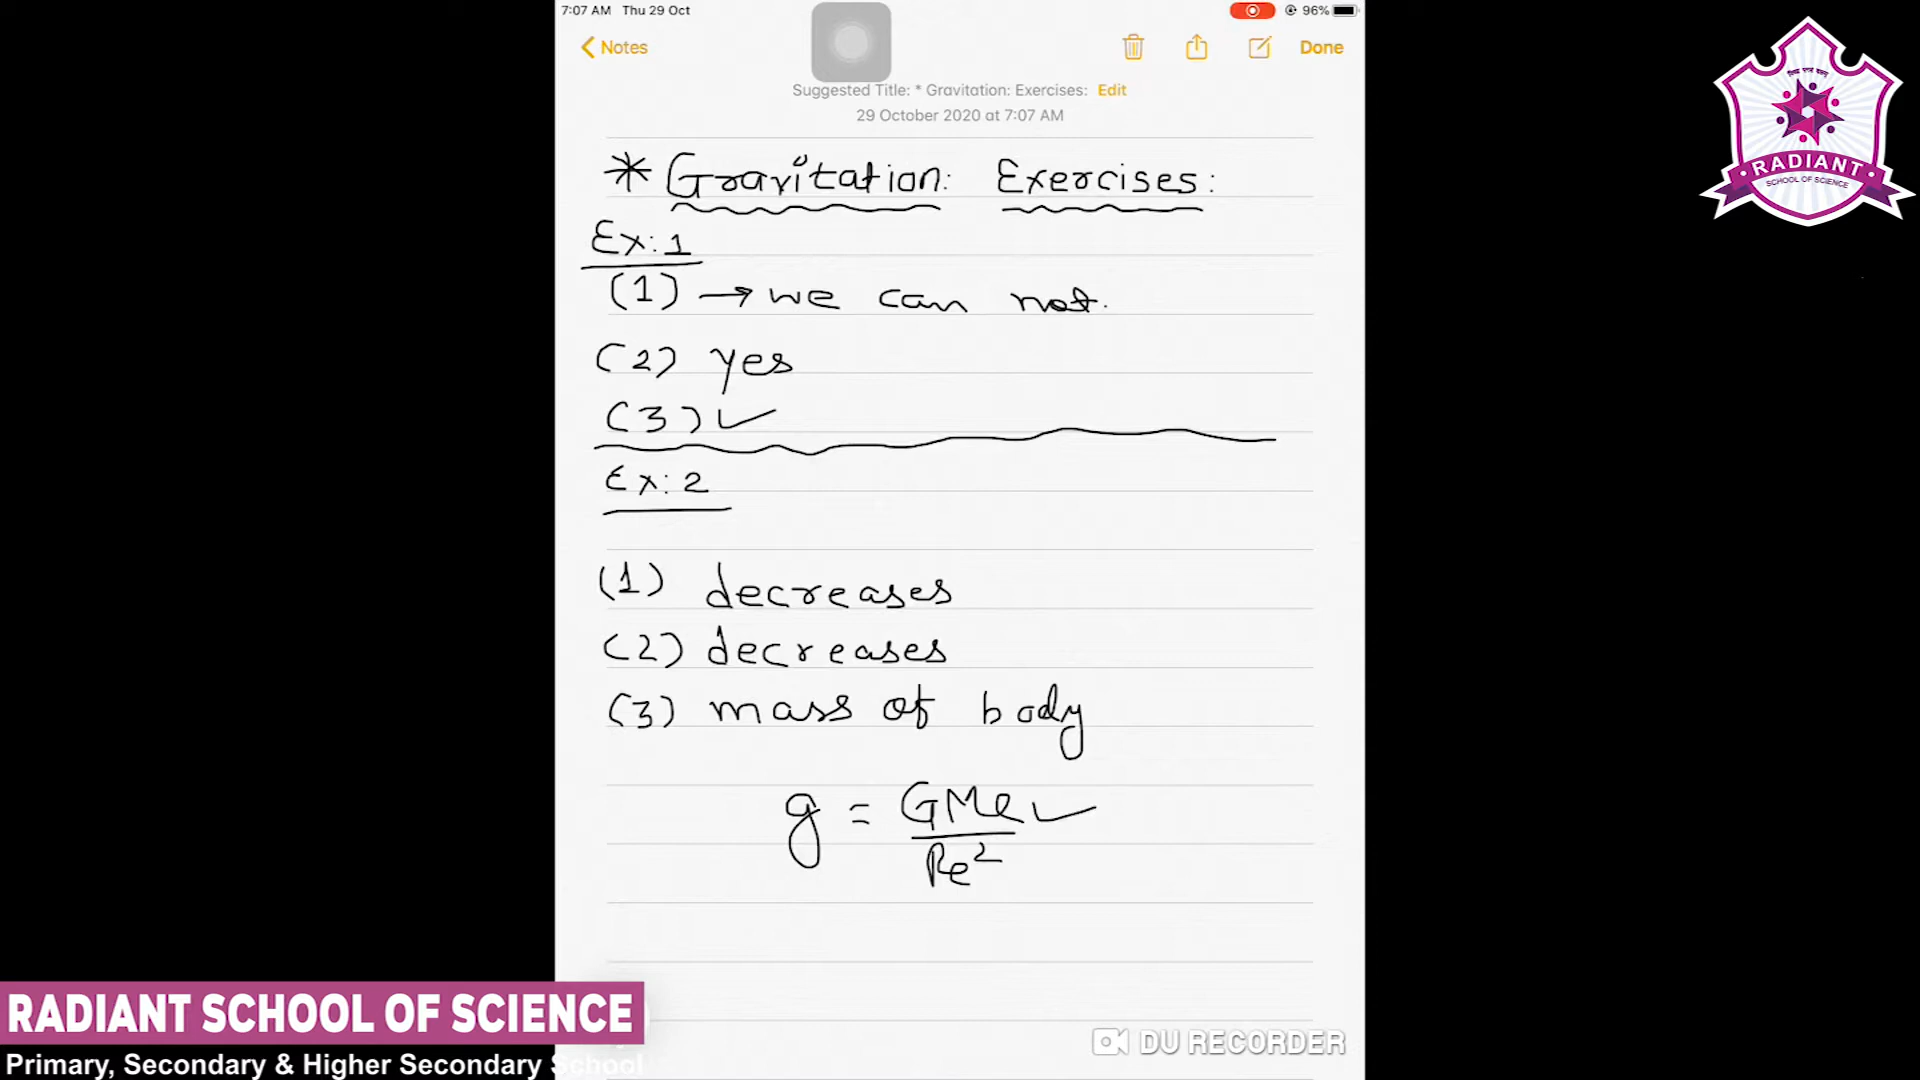 7:07 AM Thu 29 Oct
96%
Notes
Done
Suggested Title: * Gravitation: Exercises: Edit
29 October 2020 at 7:07 AM
* Gravitation: Exercises:
Ex:1
(1) → we can not.
(2) yes
(3) ✓
Ex:2
(1) decreases
(2) decreases
(3) mass of body
g = GMe ✓
Re²
RADIANT
SCHOOL OF SCIENCE
RADIANT SCHOOL OF SCIENCE
Primary, Secondary & Higher Secondary School
DU RECORDER